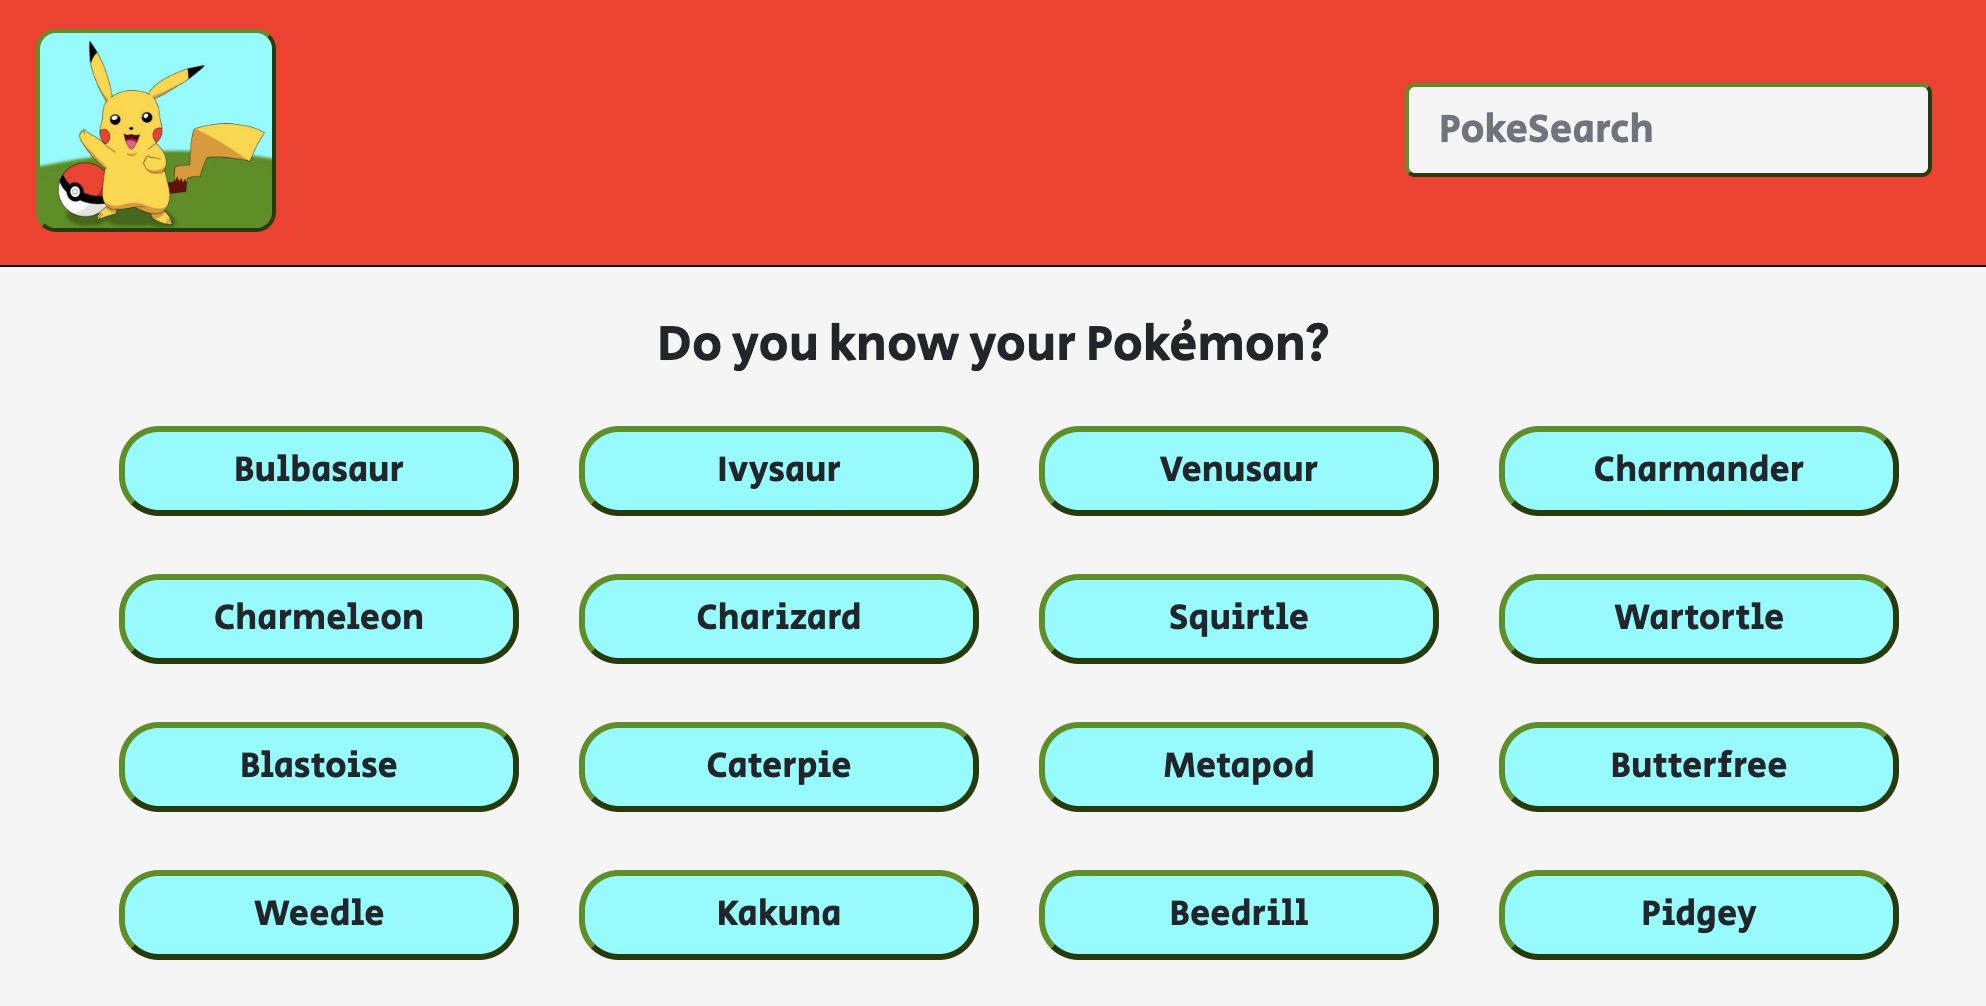 PokeSearch
Do you know your Pokémon?
Bulbasaur Ivysaur Venusaur Charmander
Charmeleon Charizard Squirtle Wartortle
Blastoise Caterpie Metapod Butterfree
Weedle Kakuna Beedrill Pidgey